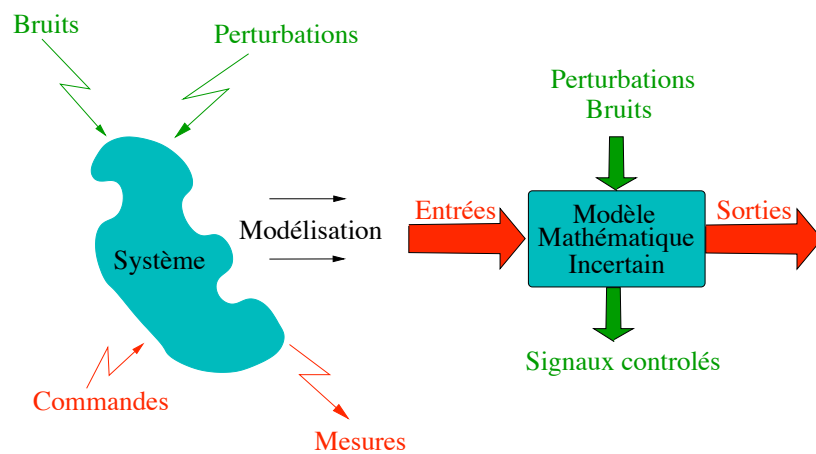 Bruits
Perturbations
Système
Commandes
Mesures
Modélisation
Perturbations
Bruits
Entrées
Modèle
Mathématique
Incertain
Sorties
Signaux controlés